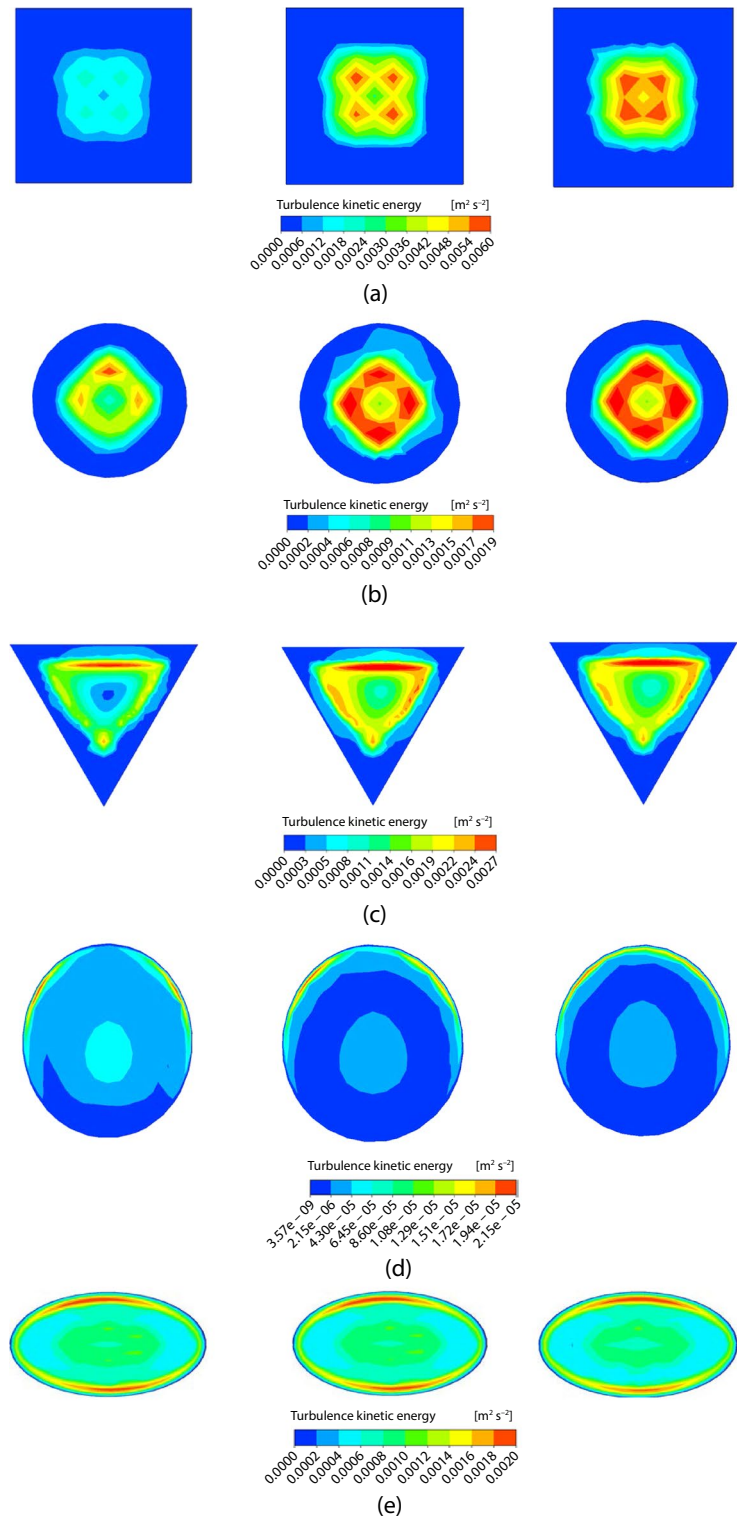 Turbulence kinetic energy [m² s⁻²]
0.0000 0.0006 0.0012 0.0018 0.0024 0.0030 0.0036 0.0042 0.0048 0.0054 0.0060
(a)
Turbulence kinetic energy [m² s⁻²]
0.0000 0.0002 0.0004 0.0006 0.0008 0.0009 0.0011 0.0013 0.0015 0.0017 0.0019
(b)
Turbulence kinetic energy [m² s⁻²]
0.0000 0.0003 0.0005 0.0008 0.0011 0.0014 0.0016 0.0019 0.0022 0.0024 0.0027
(c)
Turbulence kinetic energy [m² s⁻²]
3.57e – 09 2.15e – 06 4.30e – 05 6.45e – 05 8.60e – 05 1.08e – 05 1.29e – 05 1.51e – 05 1.72e – 05 1.94e – 05 2.15e – 05
(d)
Turbulence kinetic energy [m² s⁻²]
0.0000 0.0002 0.0004 0.0006 0.0008 0.0010 0.0012 0.0014 0.0016 0.0018 0.0020
(e)